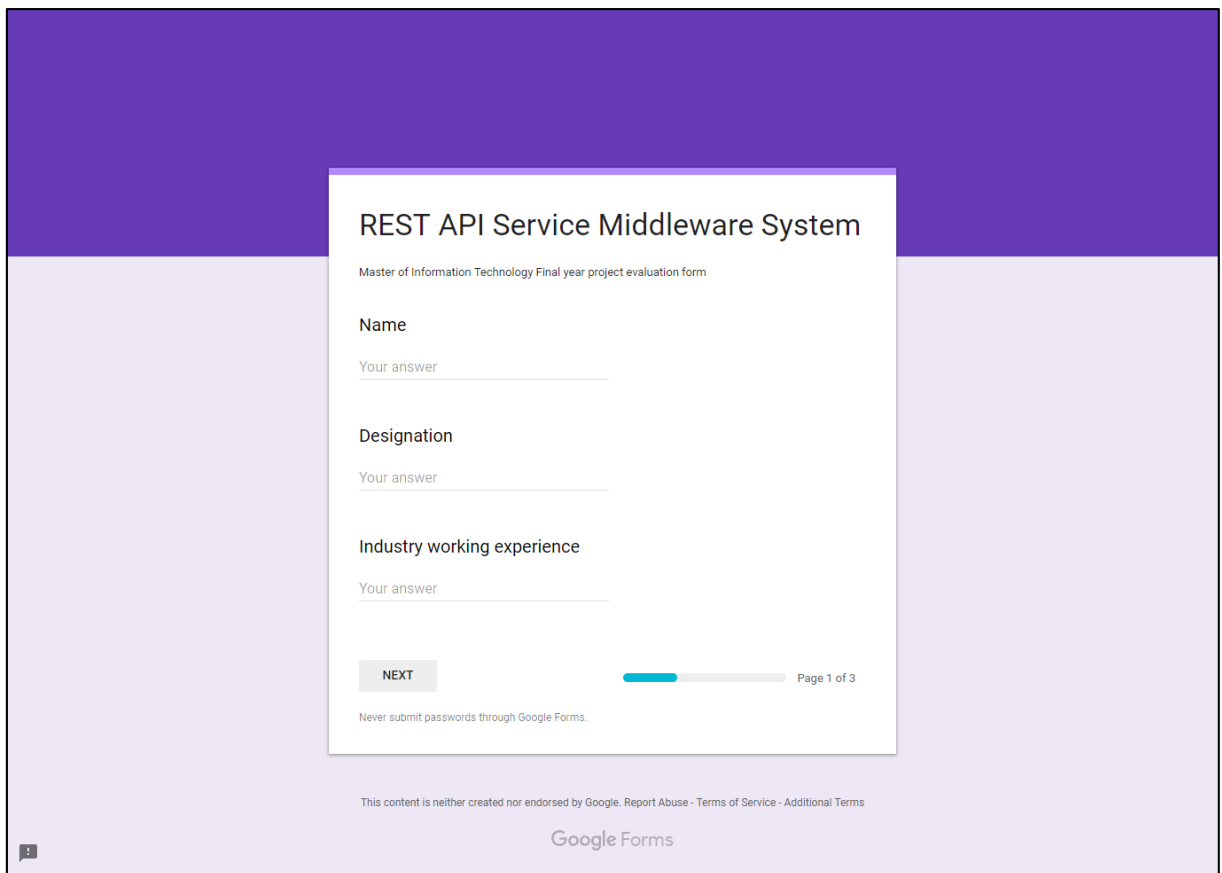 REST API Service Middleware System
Master of Information Technology Final year project evaluation form
Name
Your answer
Designation
Your answer
Industry working experience
Your answer
NEXT
Page 1 of 3
Never submit passwords through Google Forms.
This content is neither created nor endorsed by Google. Report Abuse - Terms of Service - Additional Terms
Google Forms